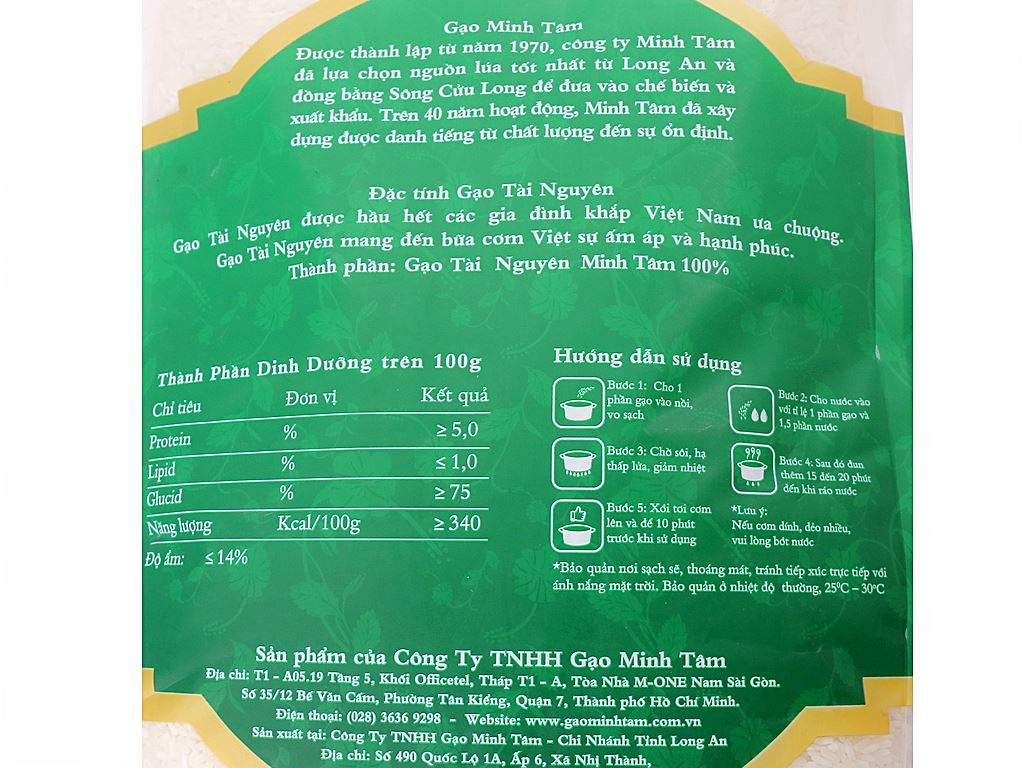 Gạo Minh Tâm
Được thành lập từ năm 1970, công ty Minh Tâm
đã lựa chọn nguồn lúa tốt nhất từ Long An và
đồng bằng Sông Cửu Long để đưa vào chế biến và
xuất khẩu. Trên 40 năm hoạt động, Minh Tâm đã xây
dựng được danh tiếng từ chất lượng đến sự ổn định.
Đặc tính Gạo Tài Nguyên
Gạo Tài Nguyên được hầu hết các gia đình khắp Việt Nam ưa chuộng.
Gạo Tài Nguyên mang đến bữa cơm Việt sự ấm áp và hạnh phúc.
Thành phần: Gạo Tài Nguyên Minh Tâm 100%
Thành Phần Dinh Dưỡng trên 100g
Chỉ tiêu Đơn vị Kết quả
Protein % ≥ 5,0
Lipid % ≤ 1,0
Glucid % ≥ 75
Năng lượng Kcal/100g ≥ 340
Độ ẩm: ≤ 14%
Hướng dẫn sử dụng
Bước 1: Cho 1
phần gạo vào nồi,
vo sạch
Bước 2: Cho nước vào
với tỉ lệ 1 phần gạo và
1,5 phần nước
Bước 3: Chờ sôi, hạ
thấp lửa, giảm nhiệt
Bước 4: Sau đó đun
thêm 15 đến 20 phút
đến khi ráo nước
Bước 5: Xới tơi cơm
lên và để 10 phút
trước khi sử dụng
*Lưu ý:
Nếu cơm dính, dẻo nhiều,
vui lòng bớt nước
*Bảo quản nơi sạch sẽ, thoáng mát, tránh tiếp xúc trực tiếp với
ánh nắng mặt trời. Bảo quản ở nhiệt độ thường, 25⁰C – 30⁰C
Sản phẩm của Công Ty TNHH Gạo Minh Tâm
Địa chỉ: T1 - A05.19 Tầng 5, Khối Officetel, Tháp T1 - A, Tòa Nhà M-ONE Nam Sài Gòn.
Số 35/12 Bế Văn Cấm, Phường Tân Kiểng, Quận 7, Thành phố Hồ Chí Minh.
Điện thoại: (028) 3636 9298 - Website: www.gaominhtam.com.vn
Sản xuất tại: Công Ty TNHH Gạo Minh Tâm - Chi Nhánh Tỉnh Long An
Địa chỉ: Số 490 Quốc Lộ 1A, Ấp 6, Xã Nhị Thành,